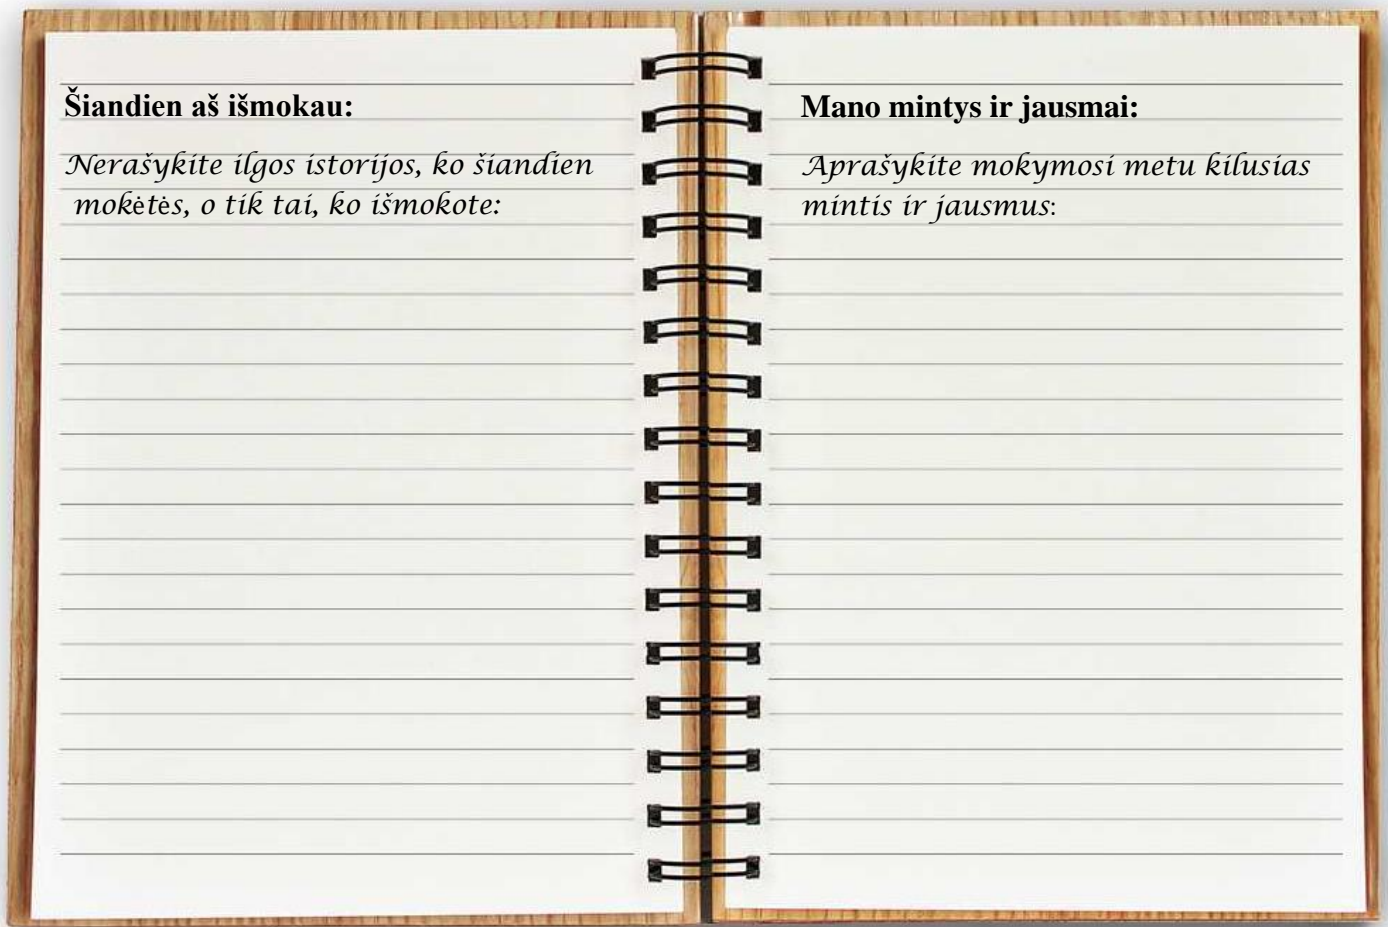 Šiandien aš išmokau:
Nerašykite ilgos istorijos, ko šiandien
mokėtės, o tik tai, ko išmokote:
Mano mintys ir jausmai:
Aprašykite mokymosi metu kilusias
mintis ir jausmus: